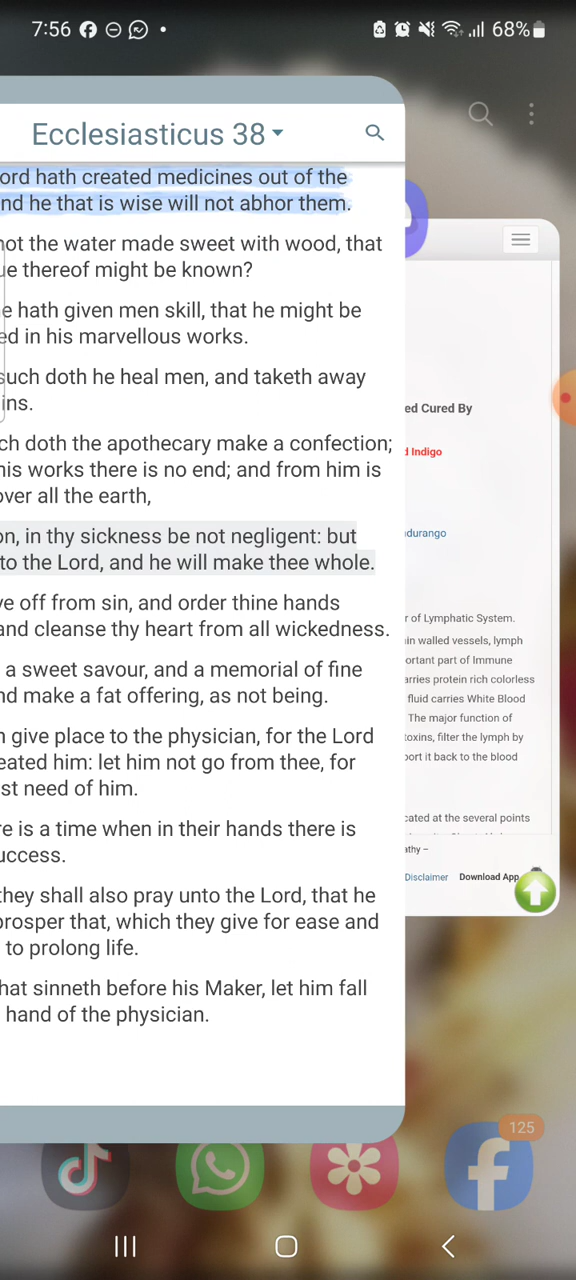 7:56
68%
Ecclesiasticus 38
ord hath created medicines out of the
nd he that is wise will not abhor them.
not the water made sweet with wood, that
ue thereof might be known?
e hath given men skill, that he might be
ed in his marvellous works.
such doth he heal men, and taketh away
ins.
ch doth the apothecary make a confection;
his works there is no end; and from him is
over all the earth,
on, in thy sickness be not negligent: but
to the Lord, and he will make thee whole.
ve off from sin, and order thine hands
and cleanse thy heart from all wickedness.
a sweet savour, and a memorial of fine
nd make a fat offering, as not being.
n give place to the physician, for the Lord
eated him: let him not go from thee, for
st need of him.
re is a time when in their hands there is
uccess.
they shall also pray unto the Lord, that he
prosper that, which they give for ease and
to prolong life.
hat sinneth before his Maker, let him fall
hand of the physician.
ed Cured By
d Indigo
ndurango
r of Lymphatic System.
in walled vessels, lymph
ortant part of Immune
arries protein rich colorless
fluid carries White Blood
The major function of
toxins, filter the lymph by
port it back to the blood
cated at the several points
athy –
Disclaimer Download App
125